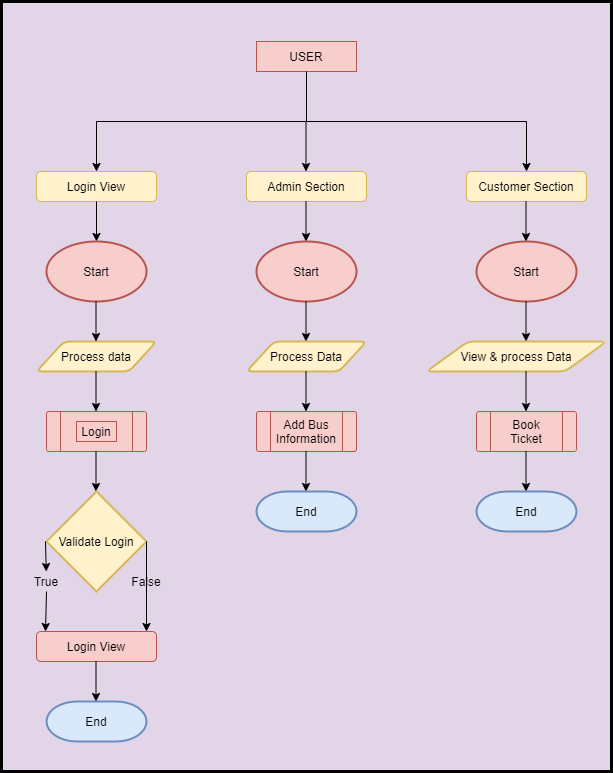 USER
Login View
Admin Section
Customer Section
Start
Start
Start
Process data
Process Data
View & process Data
Login
Add Bus
Information
Book
Ticket
End
End
Validate Login
True
False
Login View
End